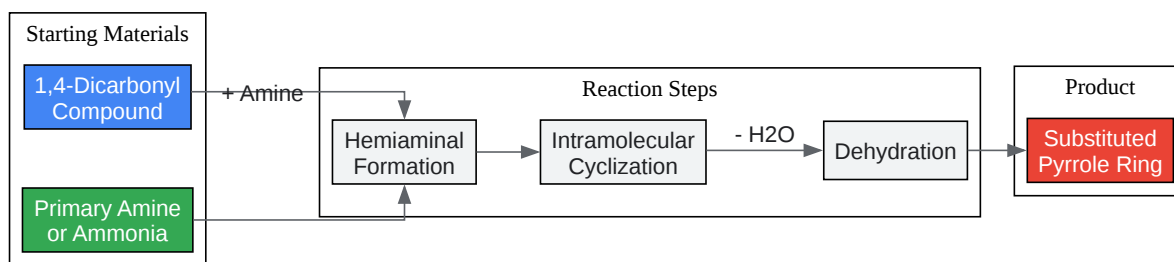 Starting Materials
1,4-Dicarbonyl
Compound
Primary Amine
or Ammonia
+ Amine
Reaction Steps
Hemiaminal
Formation
Intramolecular
Cyclization
- H2O
Dehydration
Product
Substituted
Pyrrole Ring